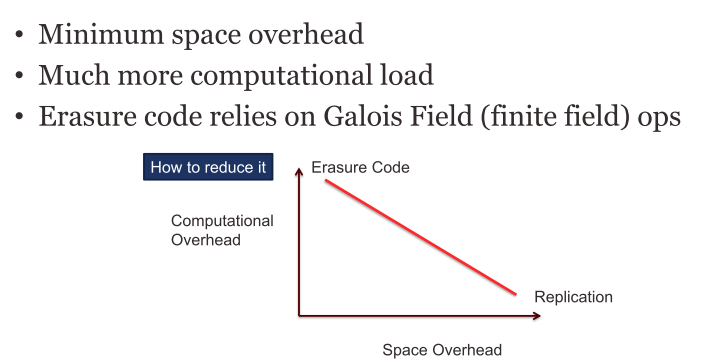 • Minimum space overhead
• Much more computational load
• Erasure code relies on Galois Field (finite field) ops
How to reduce it
Erasure Code
Computational
Overhead
Replication
Space Overhead